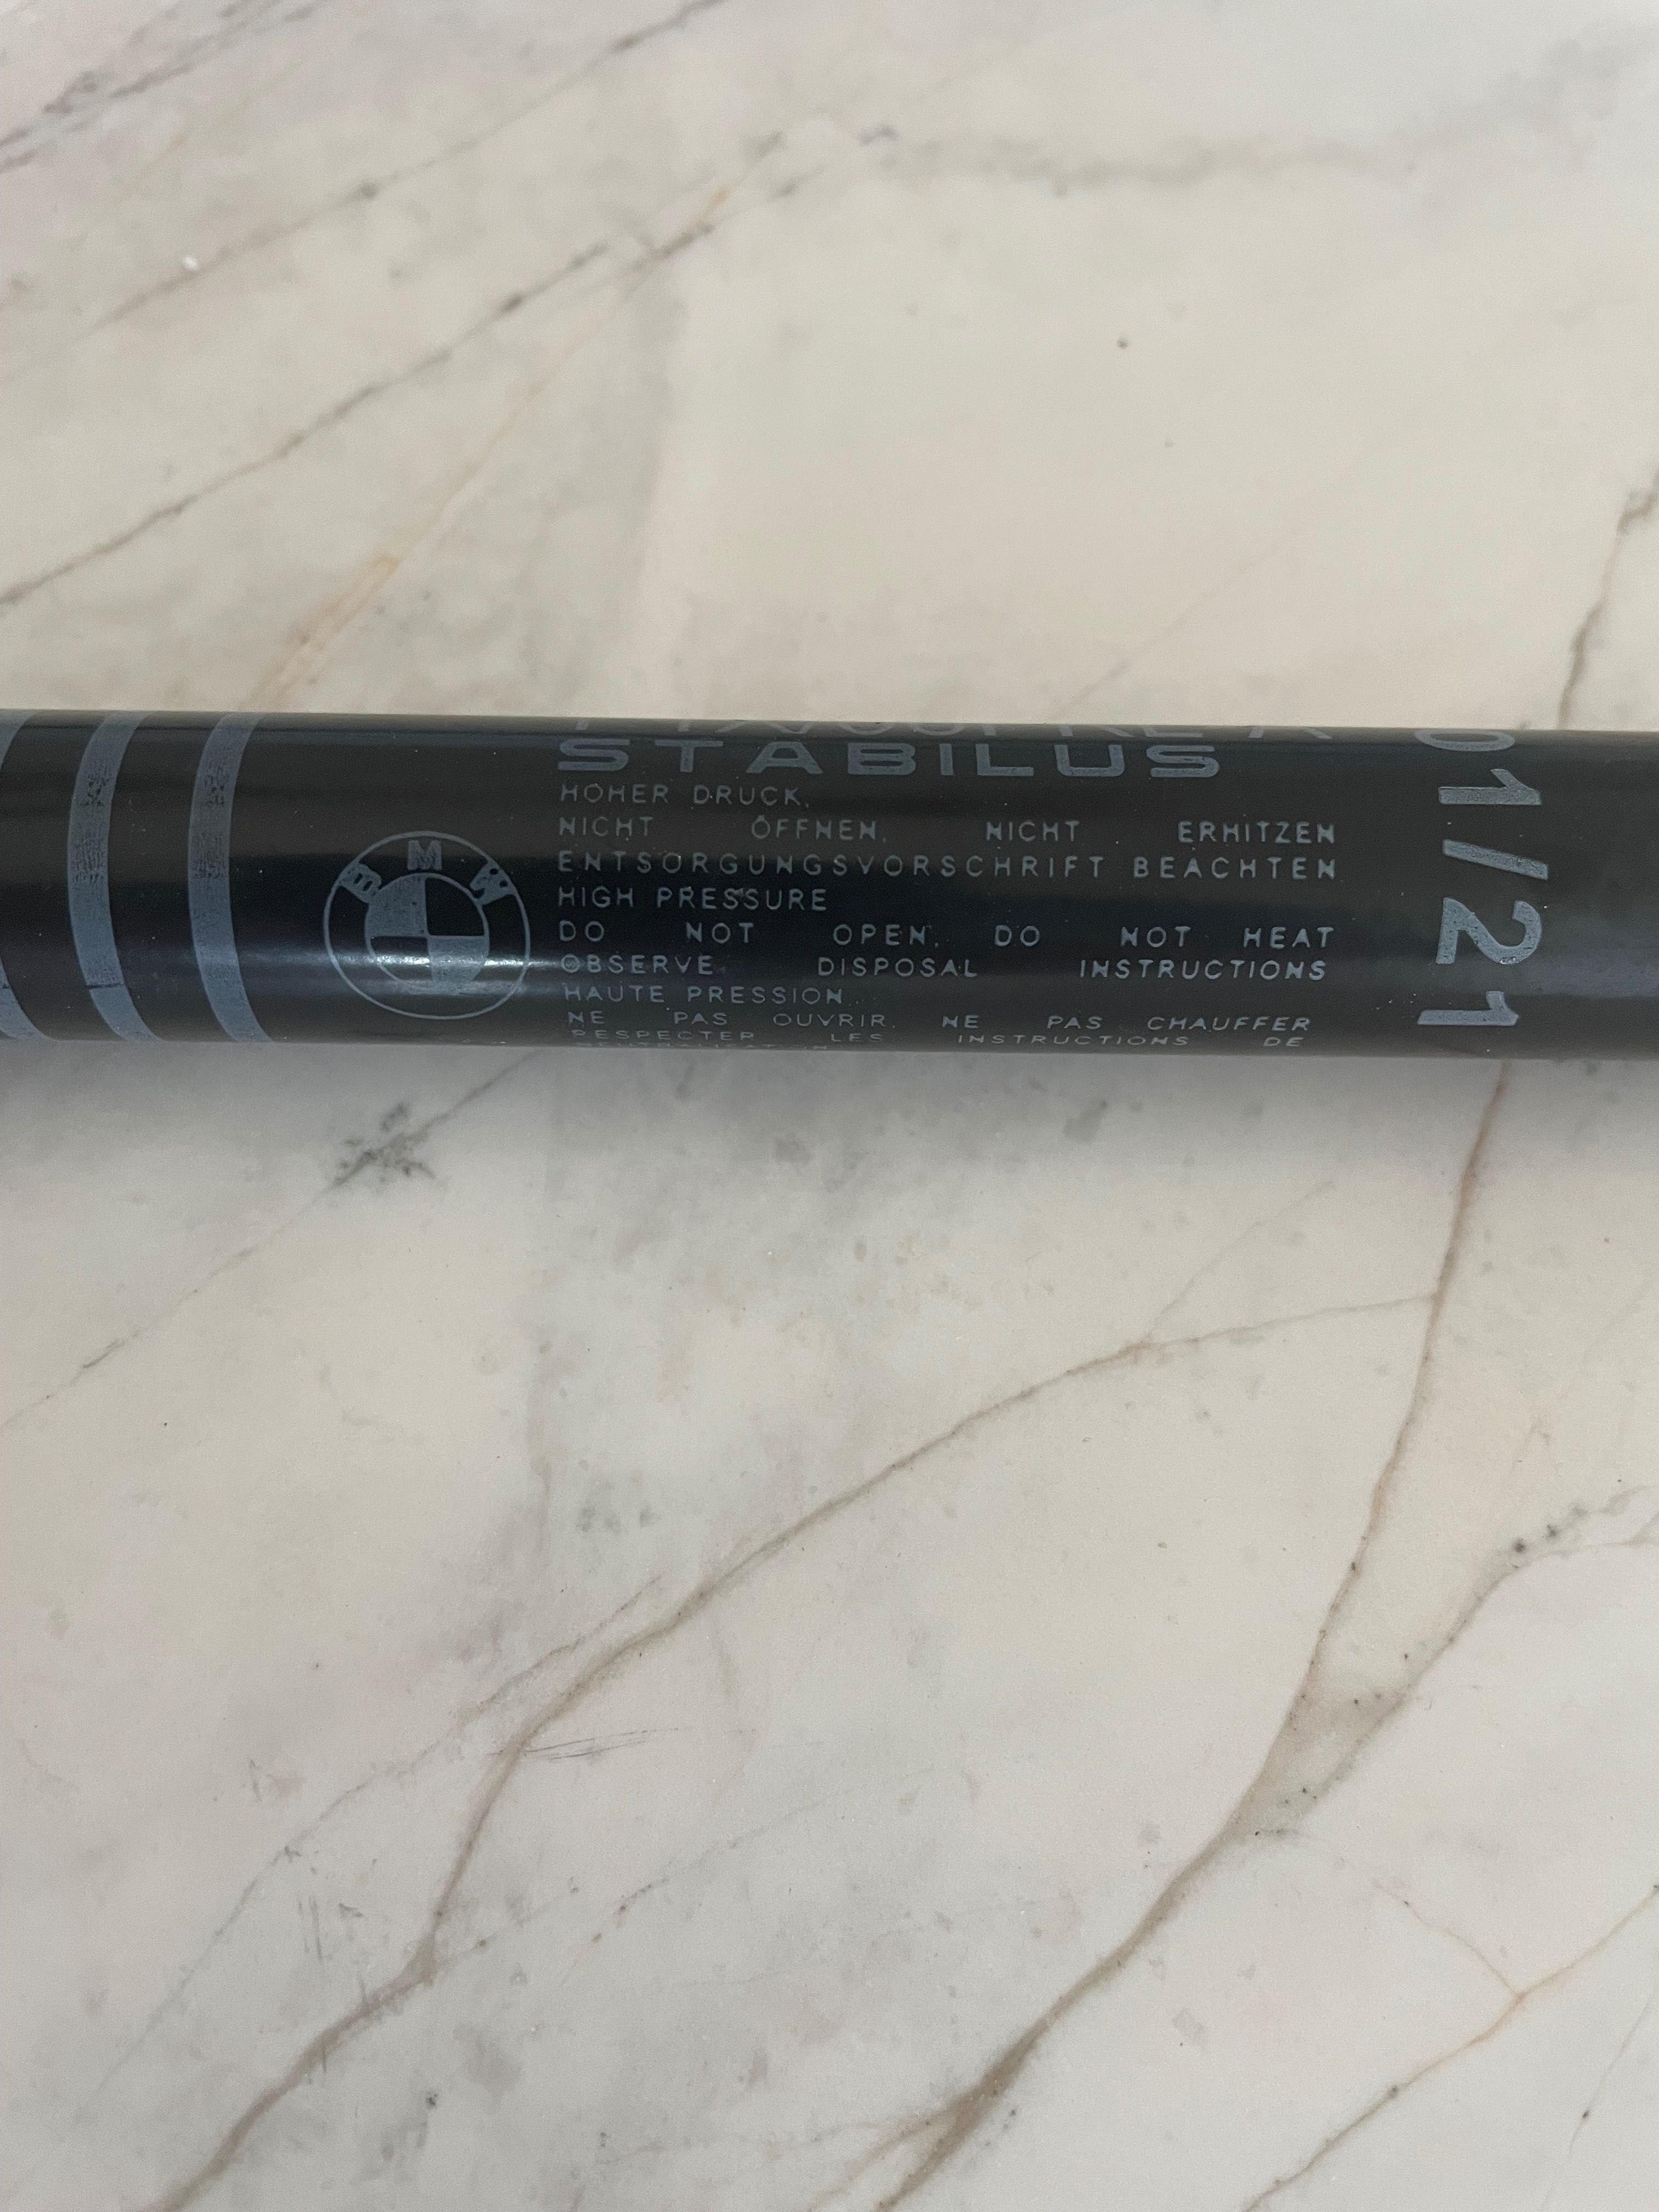 STABILUS
HOHER DRUCK,
NICHT ÖFFNEN, NICHT ERHITZEN
ENTSORGUNGSVORSCHRIFT BEACHTEN
HIGH PRESSURE
DO NOT OPEN, DO NOT HEAT
OBSERVE DISPOSAL INSTRUCTIONS
HAUTE PRESSION
NE PAS OUVRIR, NE PAS CHAUFFER
RESPECTER LES INSTRUCTIONS DE
BMW
01/21